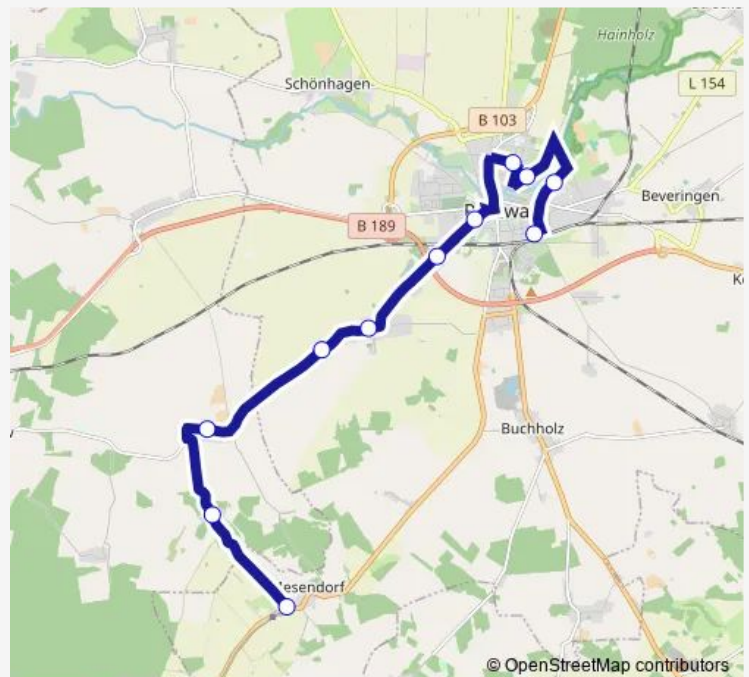 Hainholz
Schönhagen
L 154
B 103
Beveringen
B 189
Buchholz
© OpenStreetMap contributors